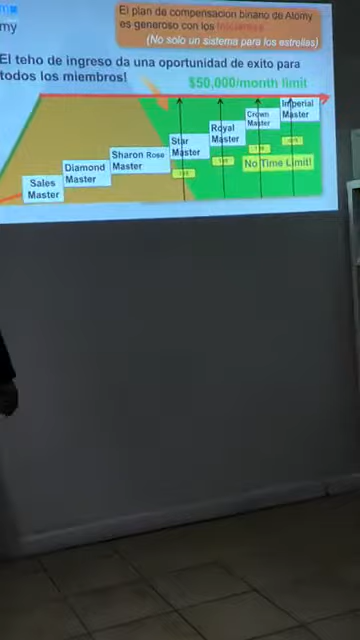 my
El plan de compensacion binario de Atomy
es generoso con los
(No solo un sistema para los estrellas)
El teho de ingreso da una oportunidad de exito para
todos los miembros!
$50,000/month limit
Imperial
Master
Crown
Master
Royal
Master
Star
Master
Sharon Rose
Master
Diamond
Master
Sales
Master
No Time Limit!